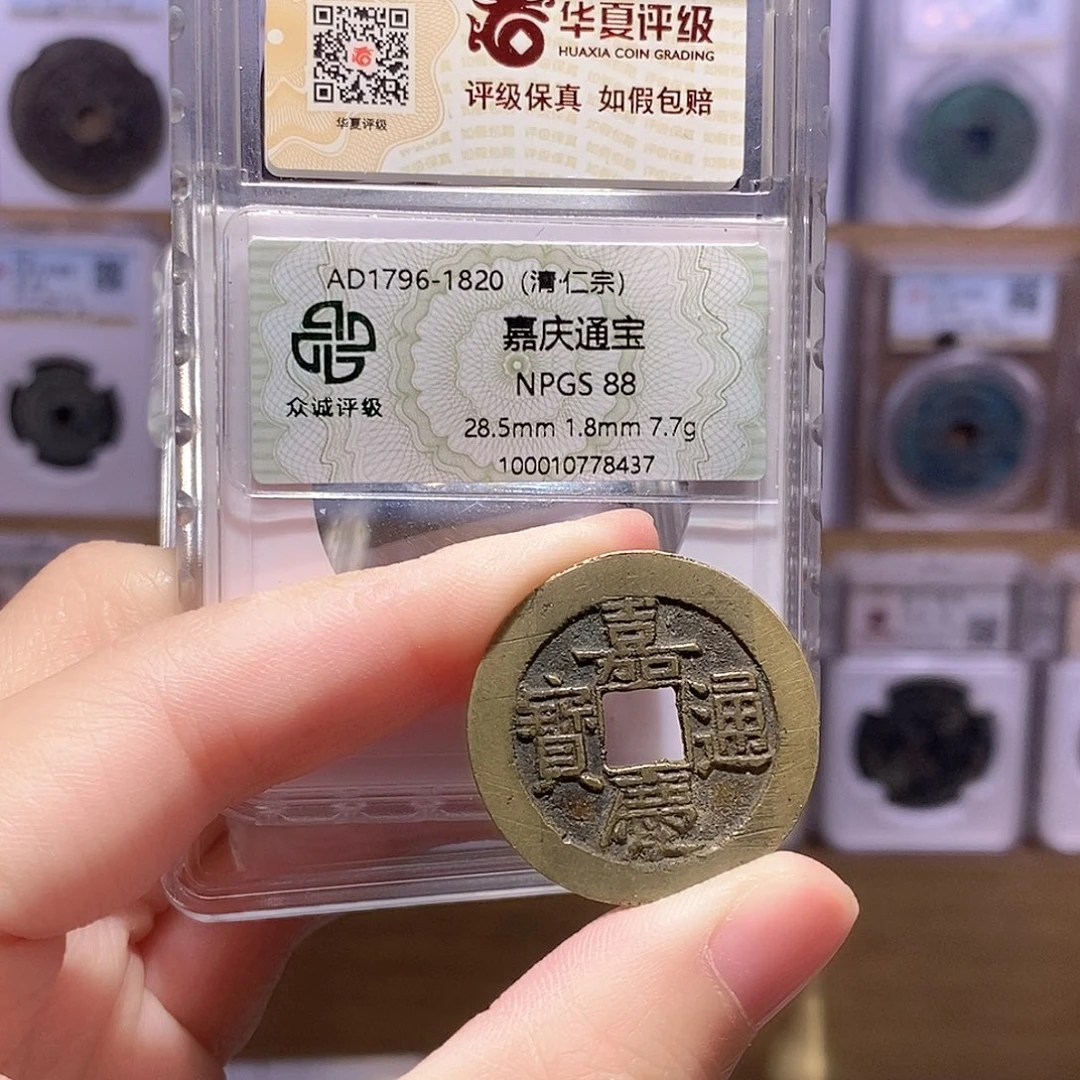 华夏评级
HUAXIA COIN GRADING
评级保真 如假包赔
华夏评级
AD1796-1820 (清·仁宗)
嘉庆通宝
NPGS 88
28.5mm 1.8mm 7.7g
100010778437
众诚评级
嘉慶通寶